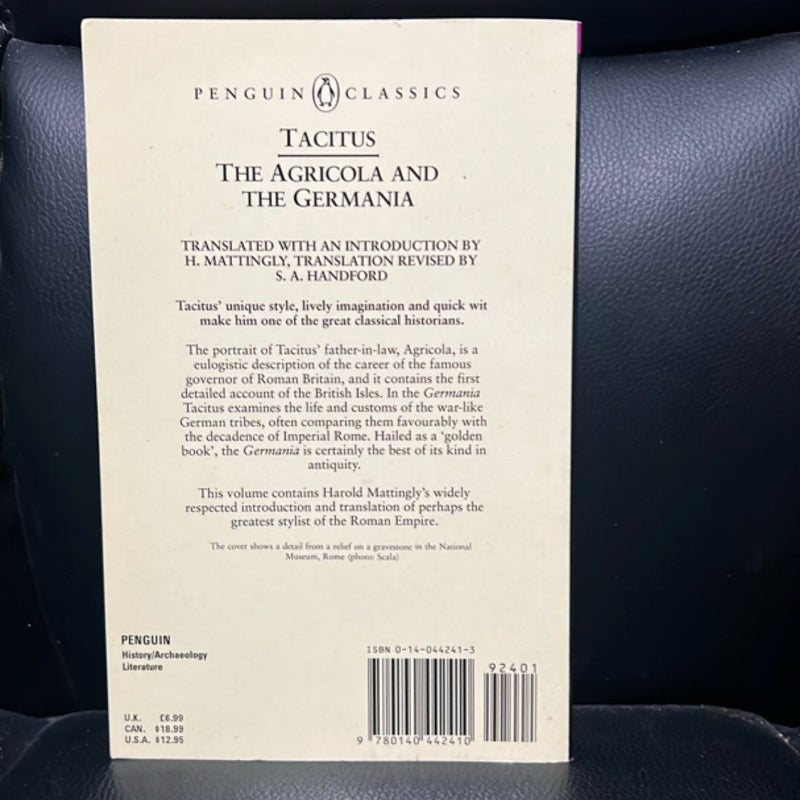 PENGUIN CLASSICS
TACITUS
THE AGRICOLA AND
THE GERMANIA
TRANSLATED WITH AN INTRODUCTION BY
H. MATTINGLY, TRANSLATION REVISED BY
S. A. HANDFORD
Tacitus' unique style, lively imagination and quick wit
make him one of the great classical historians.
The portrait of Tacitus' father-in-law, Agricola, is a
eulogistic description of the career of the famous
governor of Roman Britain, and it contains the first
detailed account of the British Isles. In the Germania
Tacitus examines the life and customs of the war-like
German tribes, often comparing them favourably with
the decadence of Imperial Rome. Hailed as a 'golden
book', the Germania is certainly the best of its kind in
antiquity.
This volume contains Harold Mattingly's widely
respected introduction and translation of perhaps the
greatest stylist of the Roman Empire.
The cover shows a detail from a relief on a gravestone in the National
Museum, Rome (photo: Scala)
PENGUIN
History/Archaeology
Literature
U.K. £6.99
CAN. $18.99
U.S.A. $12.95
ISBN 0-14-044241-3
92401
9 780140 442410